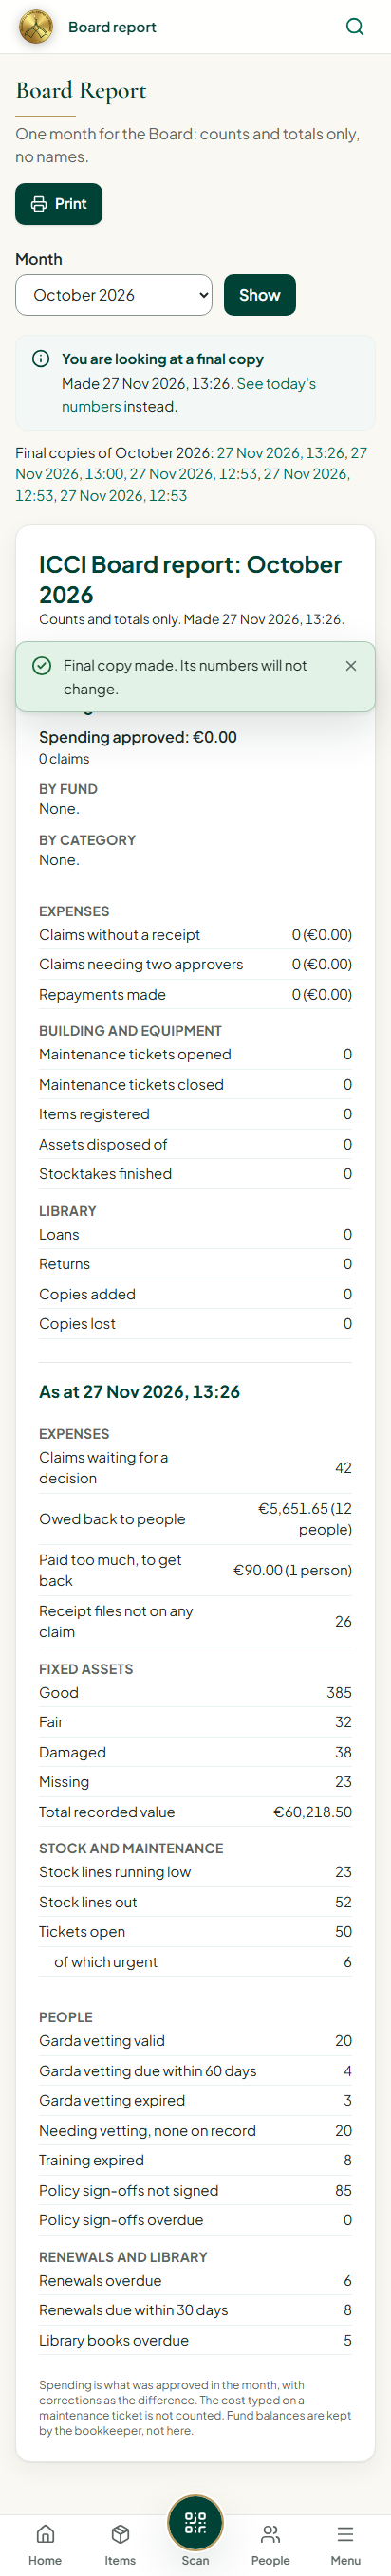 Board report
Board Report
One month for the Board: counts and totals only,
no names.
Print
Month
October 2026
Show
You are looking at a final copy
Made 27 Nov 2026, 13:26. See today's
numbers instead.
Final copies of October 2026: 27 Nov 2026, 13:26, 27
Nov 2026, 13:00, 27 Nov 2026, 12:53, 27 Nov 2026,
12:53, 27 Nov 2026, 12:53
ICCI Board report: October
2026
Counts and totals only. Made 27 Nov 2026, 13:26.
Final copy made. Its numbers will not
change.
Spending approved: €0.00
0 claims
BY FUND
None.
BY CATEGORY
None.
EXPENSES
Claims without a receipt 0 (€0.00)
Claims needing two approvers 0 (€0.00)
Repayments made 0 (€0.00)
BUILDING AND EQUIPMENT
Maintenance tickets opened 0
Maintenance tickets closed 0
Items registered 0
Assets disposed of 0
Stocktakes finished 0
LIBRARY
Loans 0
Returns 0
Copies added 0
Copies lost 0
As at 27 Nov 2026, 13:26
EXPENSES
Claims waiting for a
decision 42
Owed back to people €5,651.65 (12
people)
Paid too much, to get
back €90.00 (1 person)
Receipt files not on any
claim 26
FIXED ASSETS
Good 385
Fair 32
Damaged 38
Missing 23
Total recorded value €60,218.50
STOCK AND MAINTENANCE
Stock lines running low 23
Stock lines out 52
Tickets open 50
of which urgent 6
PEOPLE
Garda vetting valid 20
Garda vetting due within 60 days 4
Garda vetting expired 3
Needing vetting, none on record 20
Training expired 8
Policy sign-offs not signed 85
Policy sign-offs overdue 0
RENEWALS AND LIBRARY
Renewals overdue 6
Renewals due within 30 days 8
Library books overdue 5
Spending is what was approved in the month, with
corrections as the difference. The cost typed on a
maintenance ticket is not counted. Fund balances are kept
by the bookkeeper, not here.
Home
Items
Scan
People
Menu